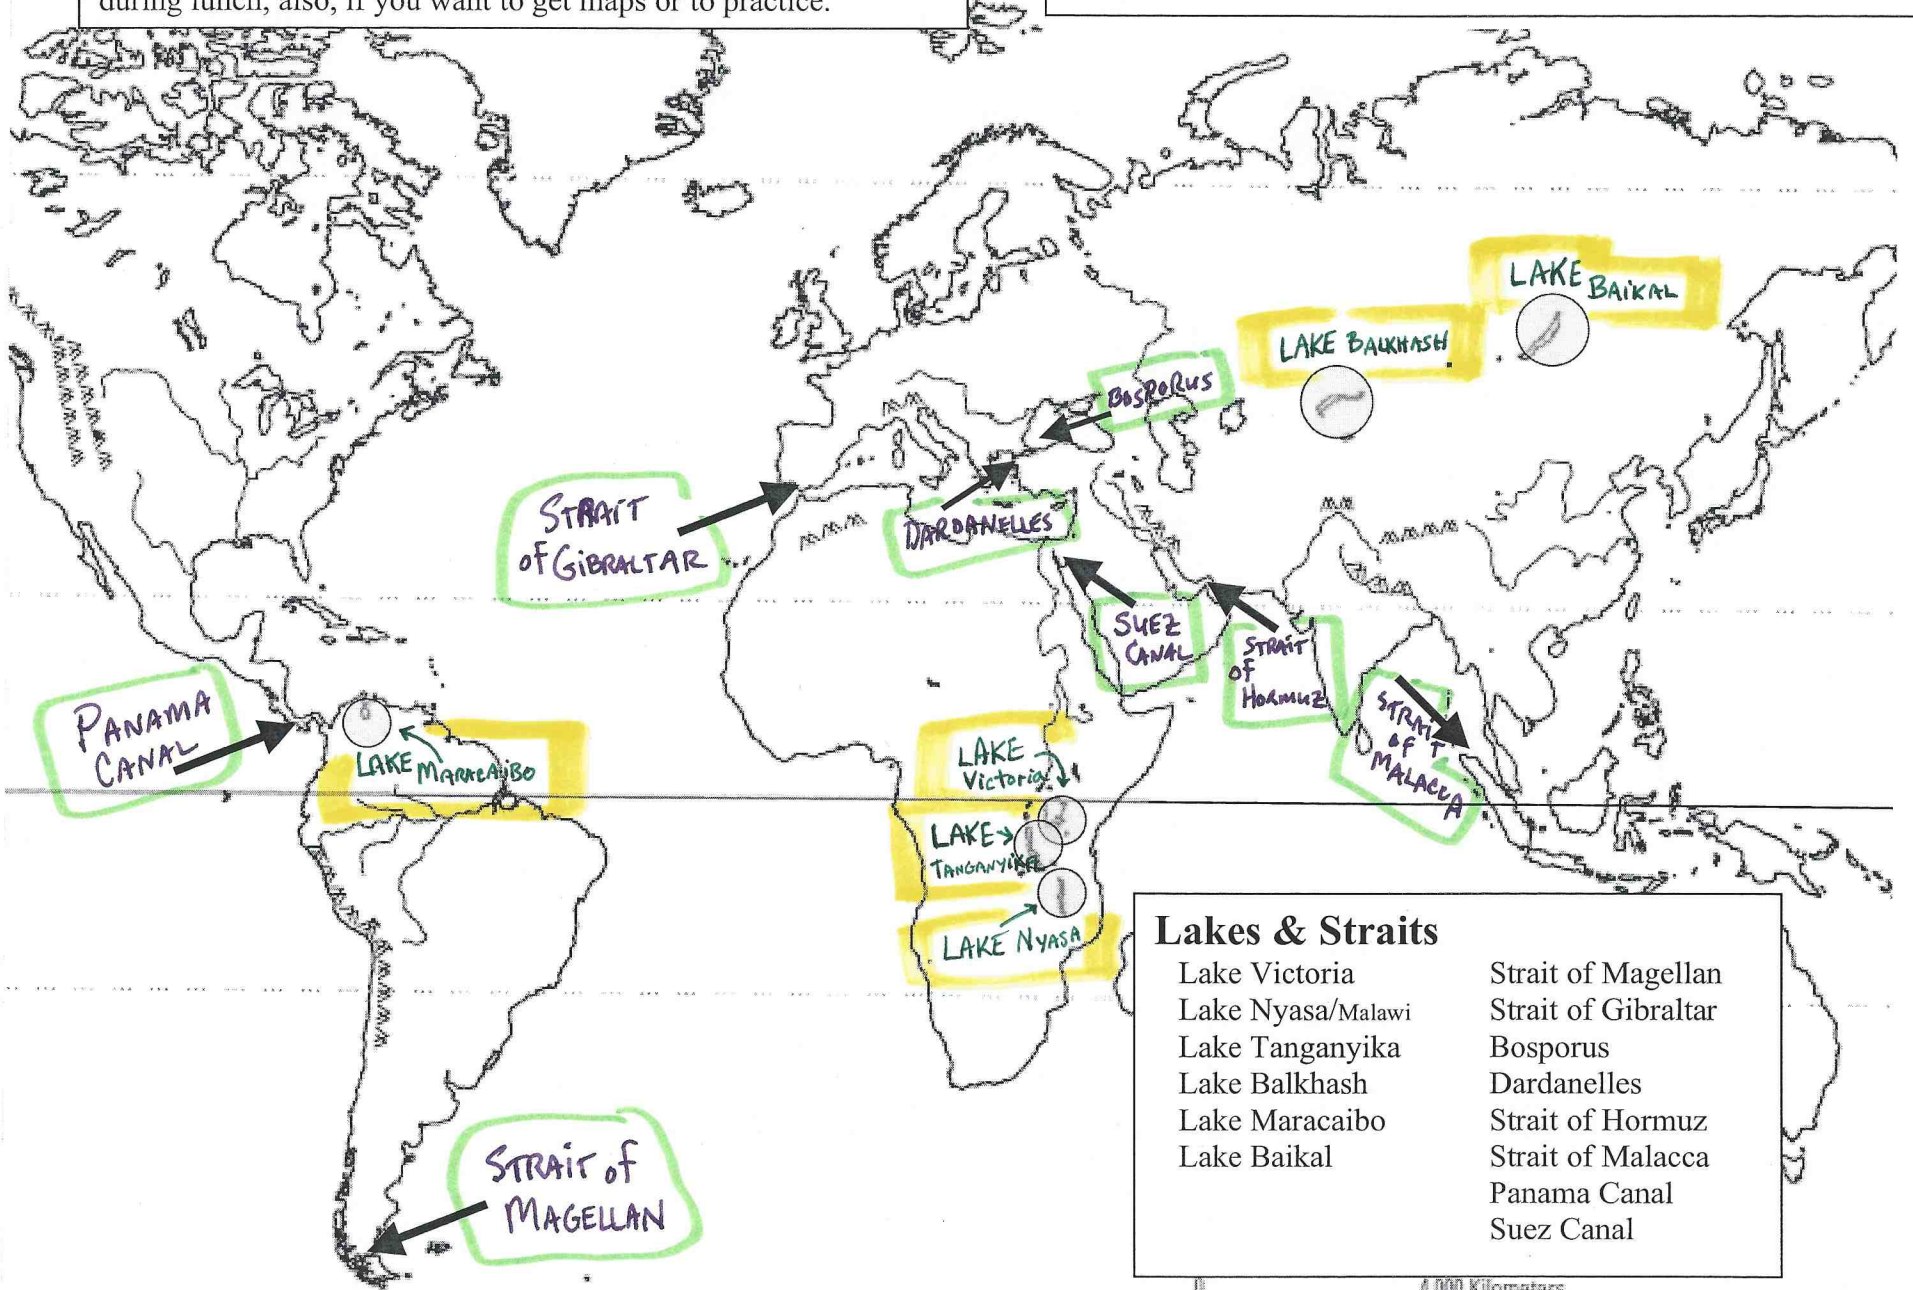 during lunch, also, if you want to get maps or to practice.
LAKE
BAIKAL
LAKE BALKHASH
BOSPORUS
STRAIT
of GIBRALTAR
DARDANELLES
SUEZ
CANAL
STRAIT
OF
HORMUZ
STRAIT
OF
MALACCA
PANAMA
CANAL
LAKE MARACAIBO
LAKE
Victoria
LAKE
TANGANYIKA
LAKE NYASA
STRAIT of
MAGELLAN
Lakes & Straits
Lake Victoria
Lake Nyasa/Malawi
Lake Tanganyika
Lake Balkhash
Lake Maracaibo
Lake Baikal
Strait of Magellan
Strait of Gibraltar
Bosporus
Dardanelles
Strait of Hormuz
Strait of Malacca
Panama Canal
Suez Canal
0 4,000 Kilometers